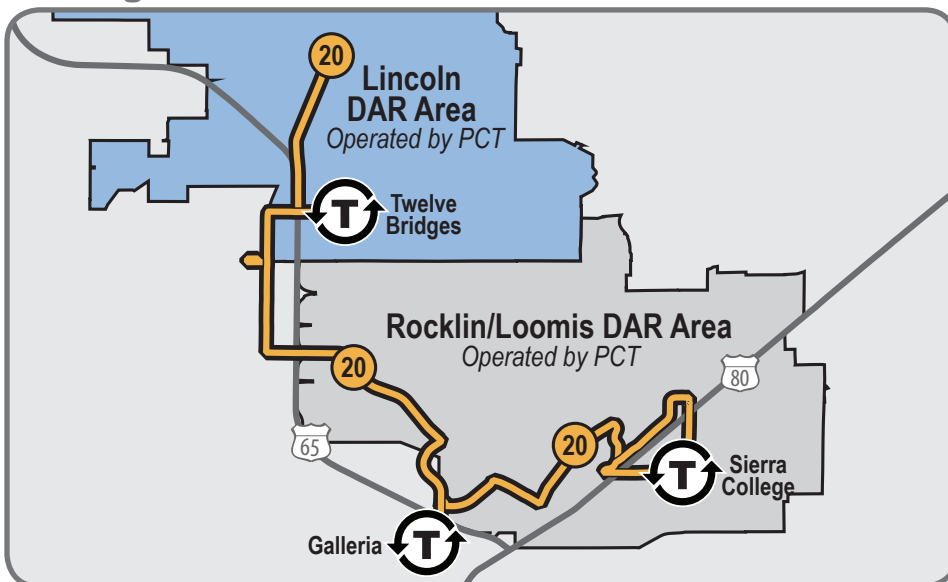 20
Lincoln
DAR Area
Operated by PCT
T
Twelve
Bridges
Rocklin/Loomis DAR Area
Operated by PCT
20
80
65
20
T
Sierra
College
Galleria
T